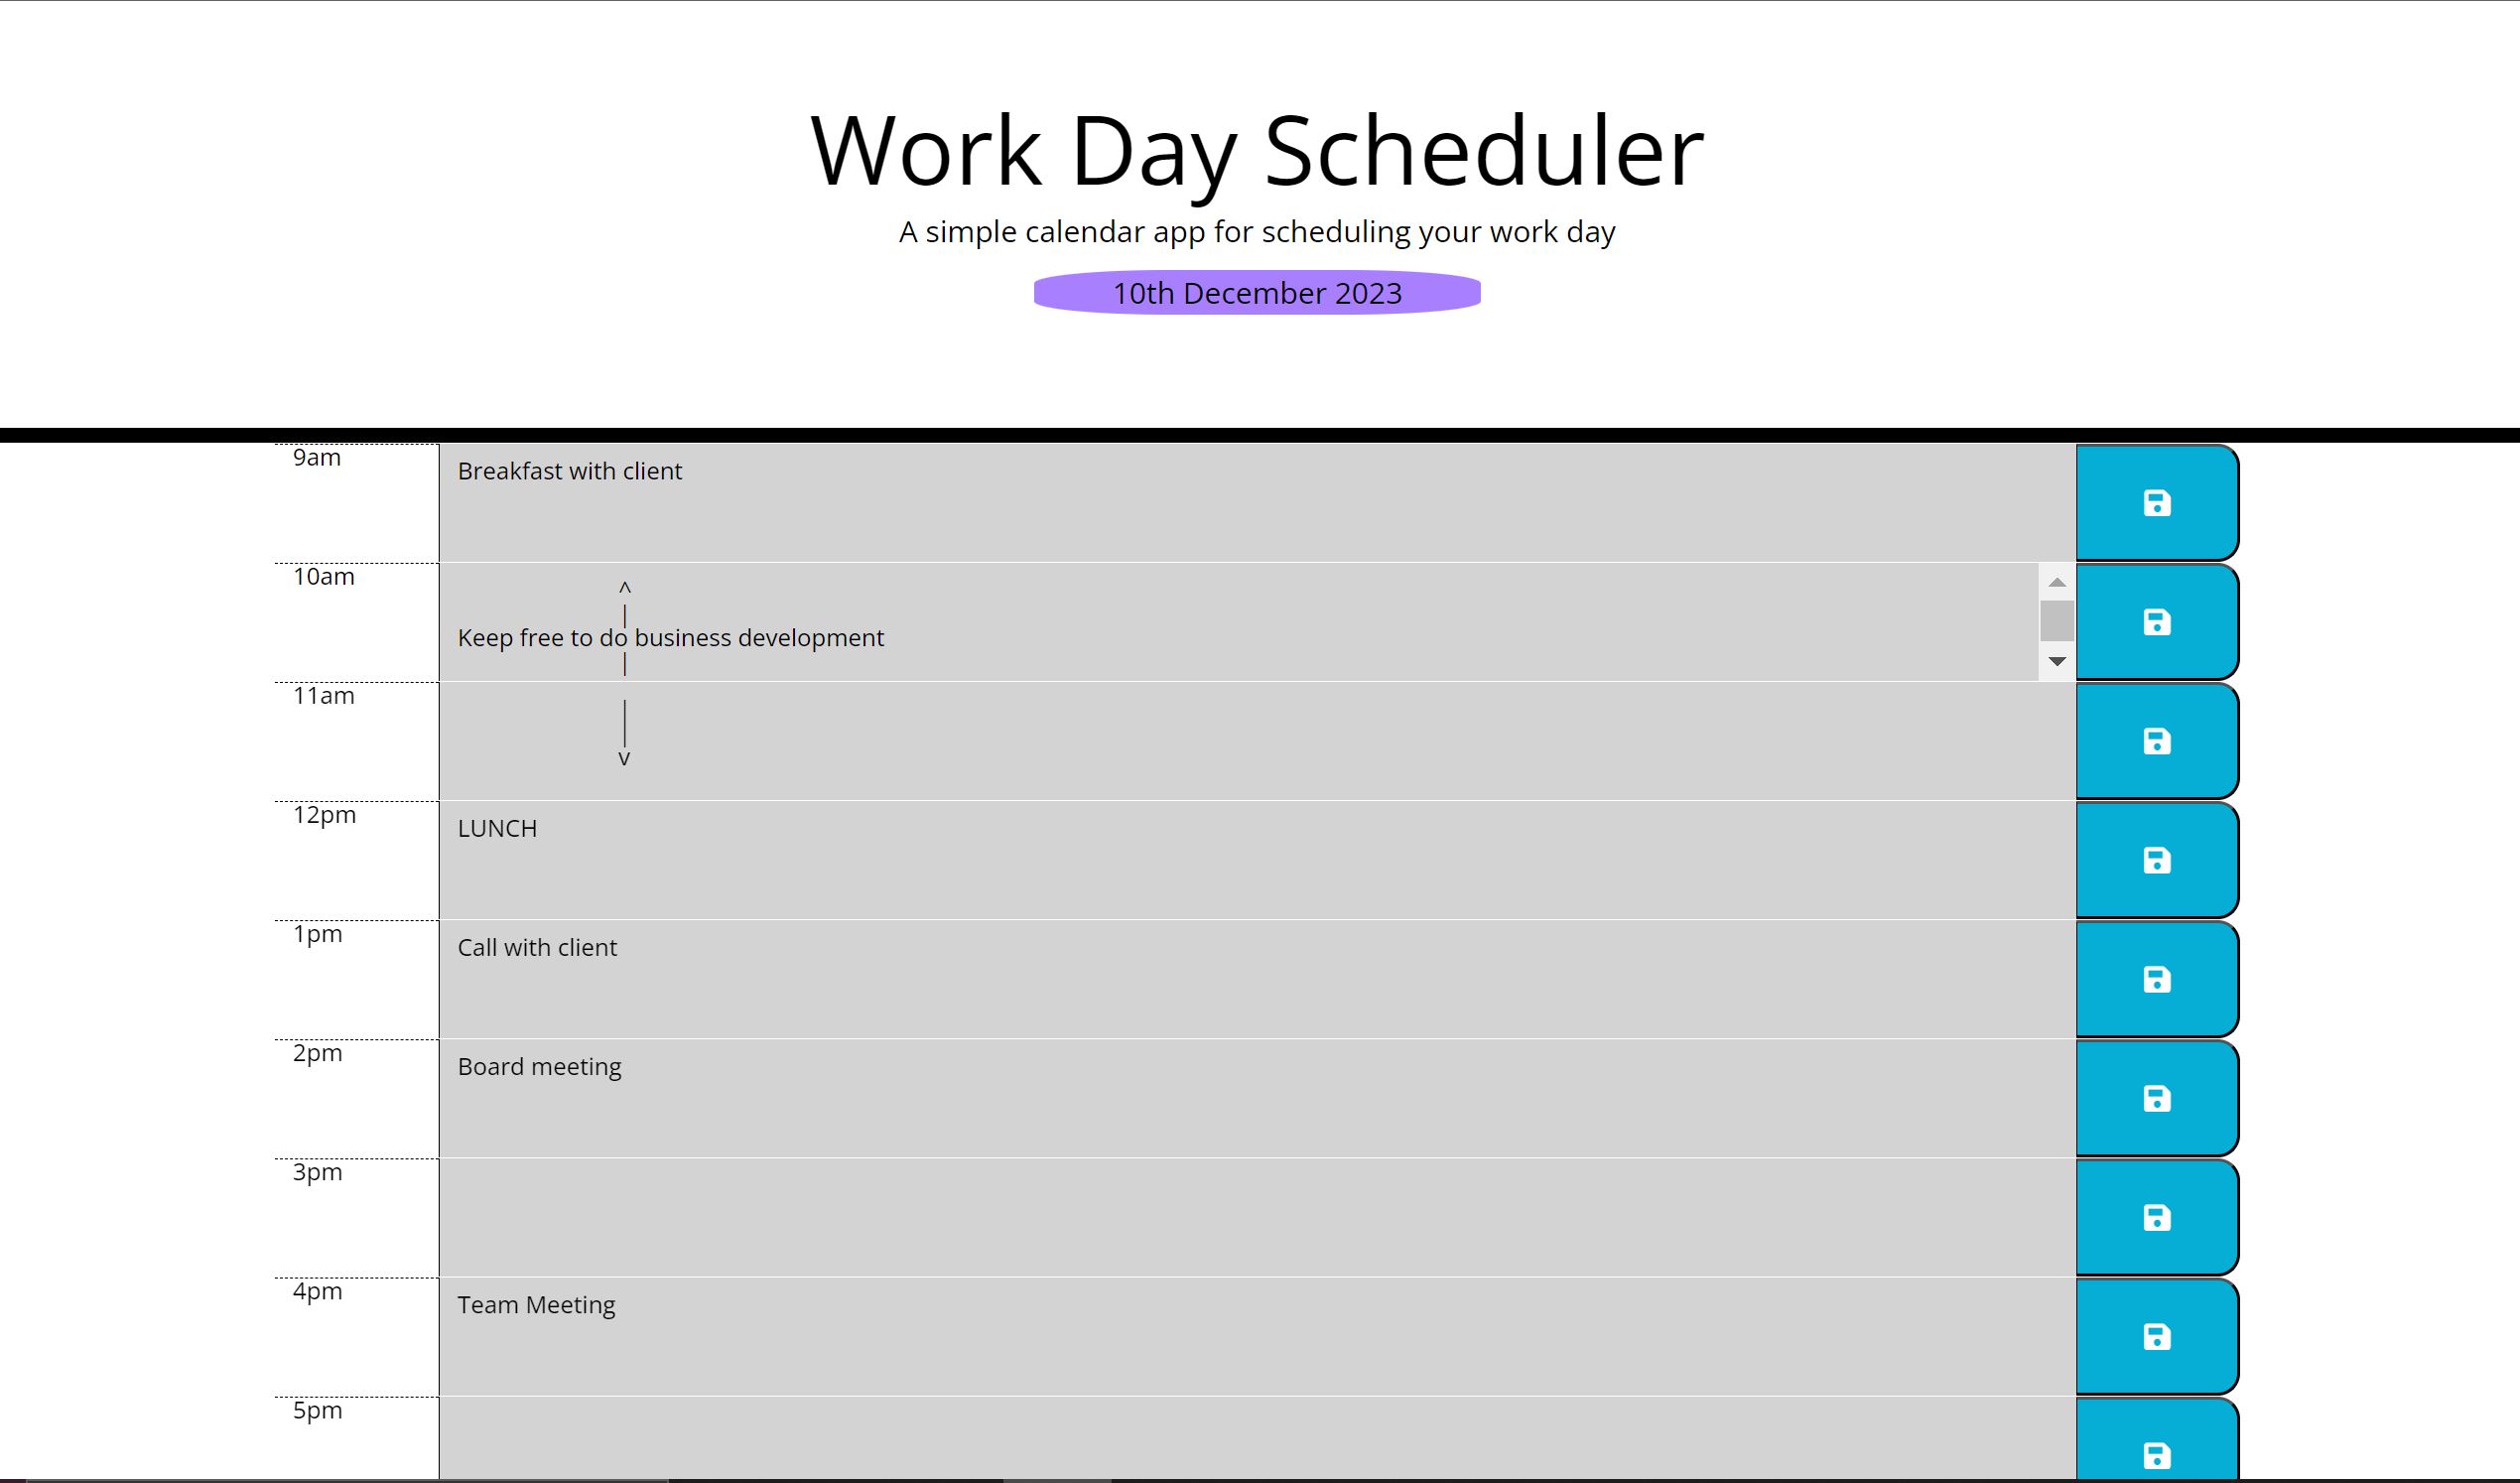 Work Day Scheduler
A simple calendar app for scheduling your work day
10th December 2023
9am
Breakfast with client
10am
^
|
Keep free to do business development
|
11am
|
|
v
12pm
LUNCH
1pm
Call with client
2pm
Board meeting
3pm
4pm
Team Meeting
5pm